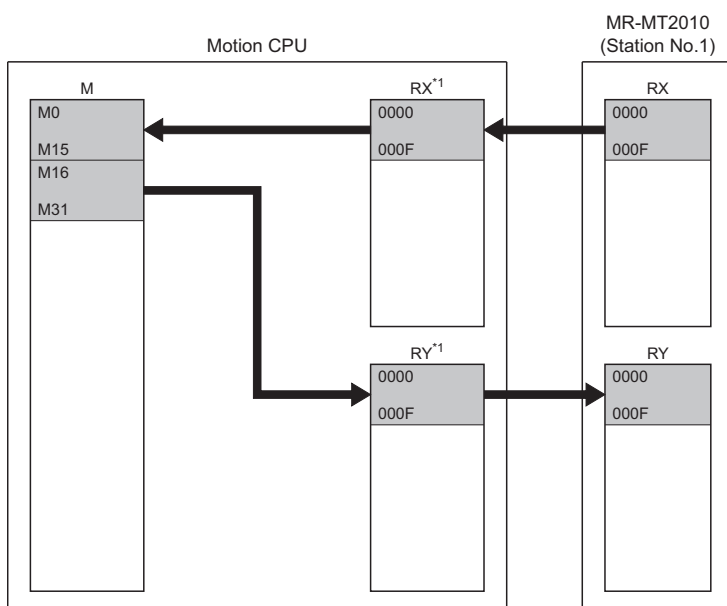 MR-MT2010
(Station No.1)
Motion CPU
M
RX*1
RX
M0
0000
0000
M15
000F
000F
M16
M31
RY*1
RY
0000
0000
000F
000F